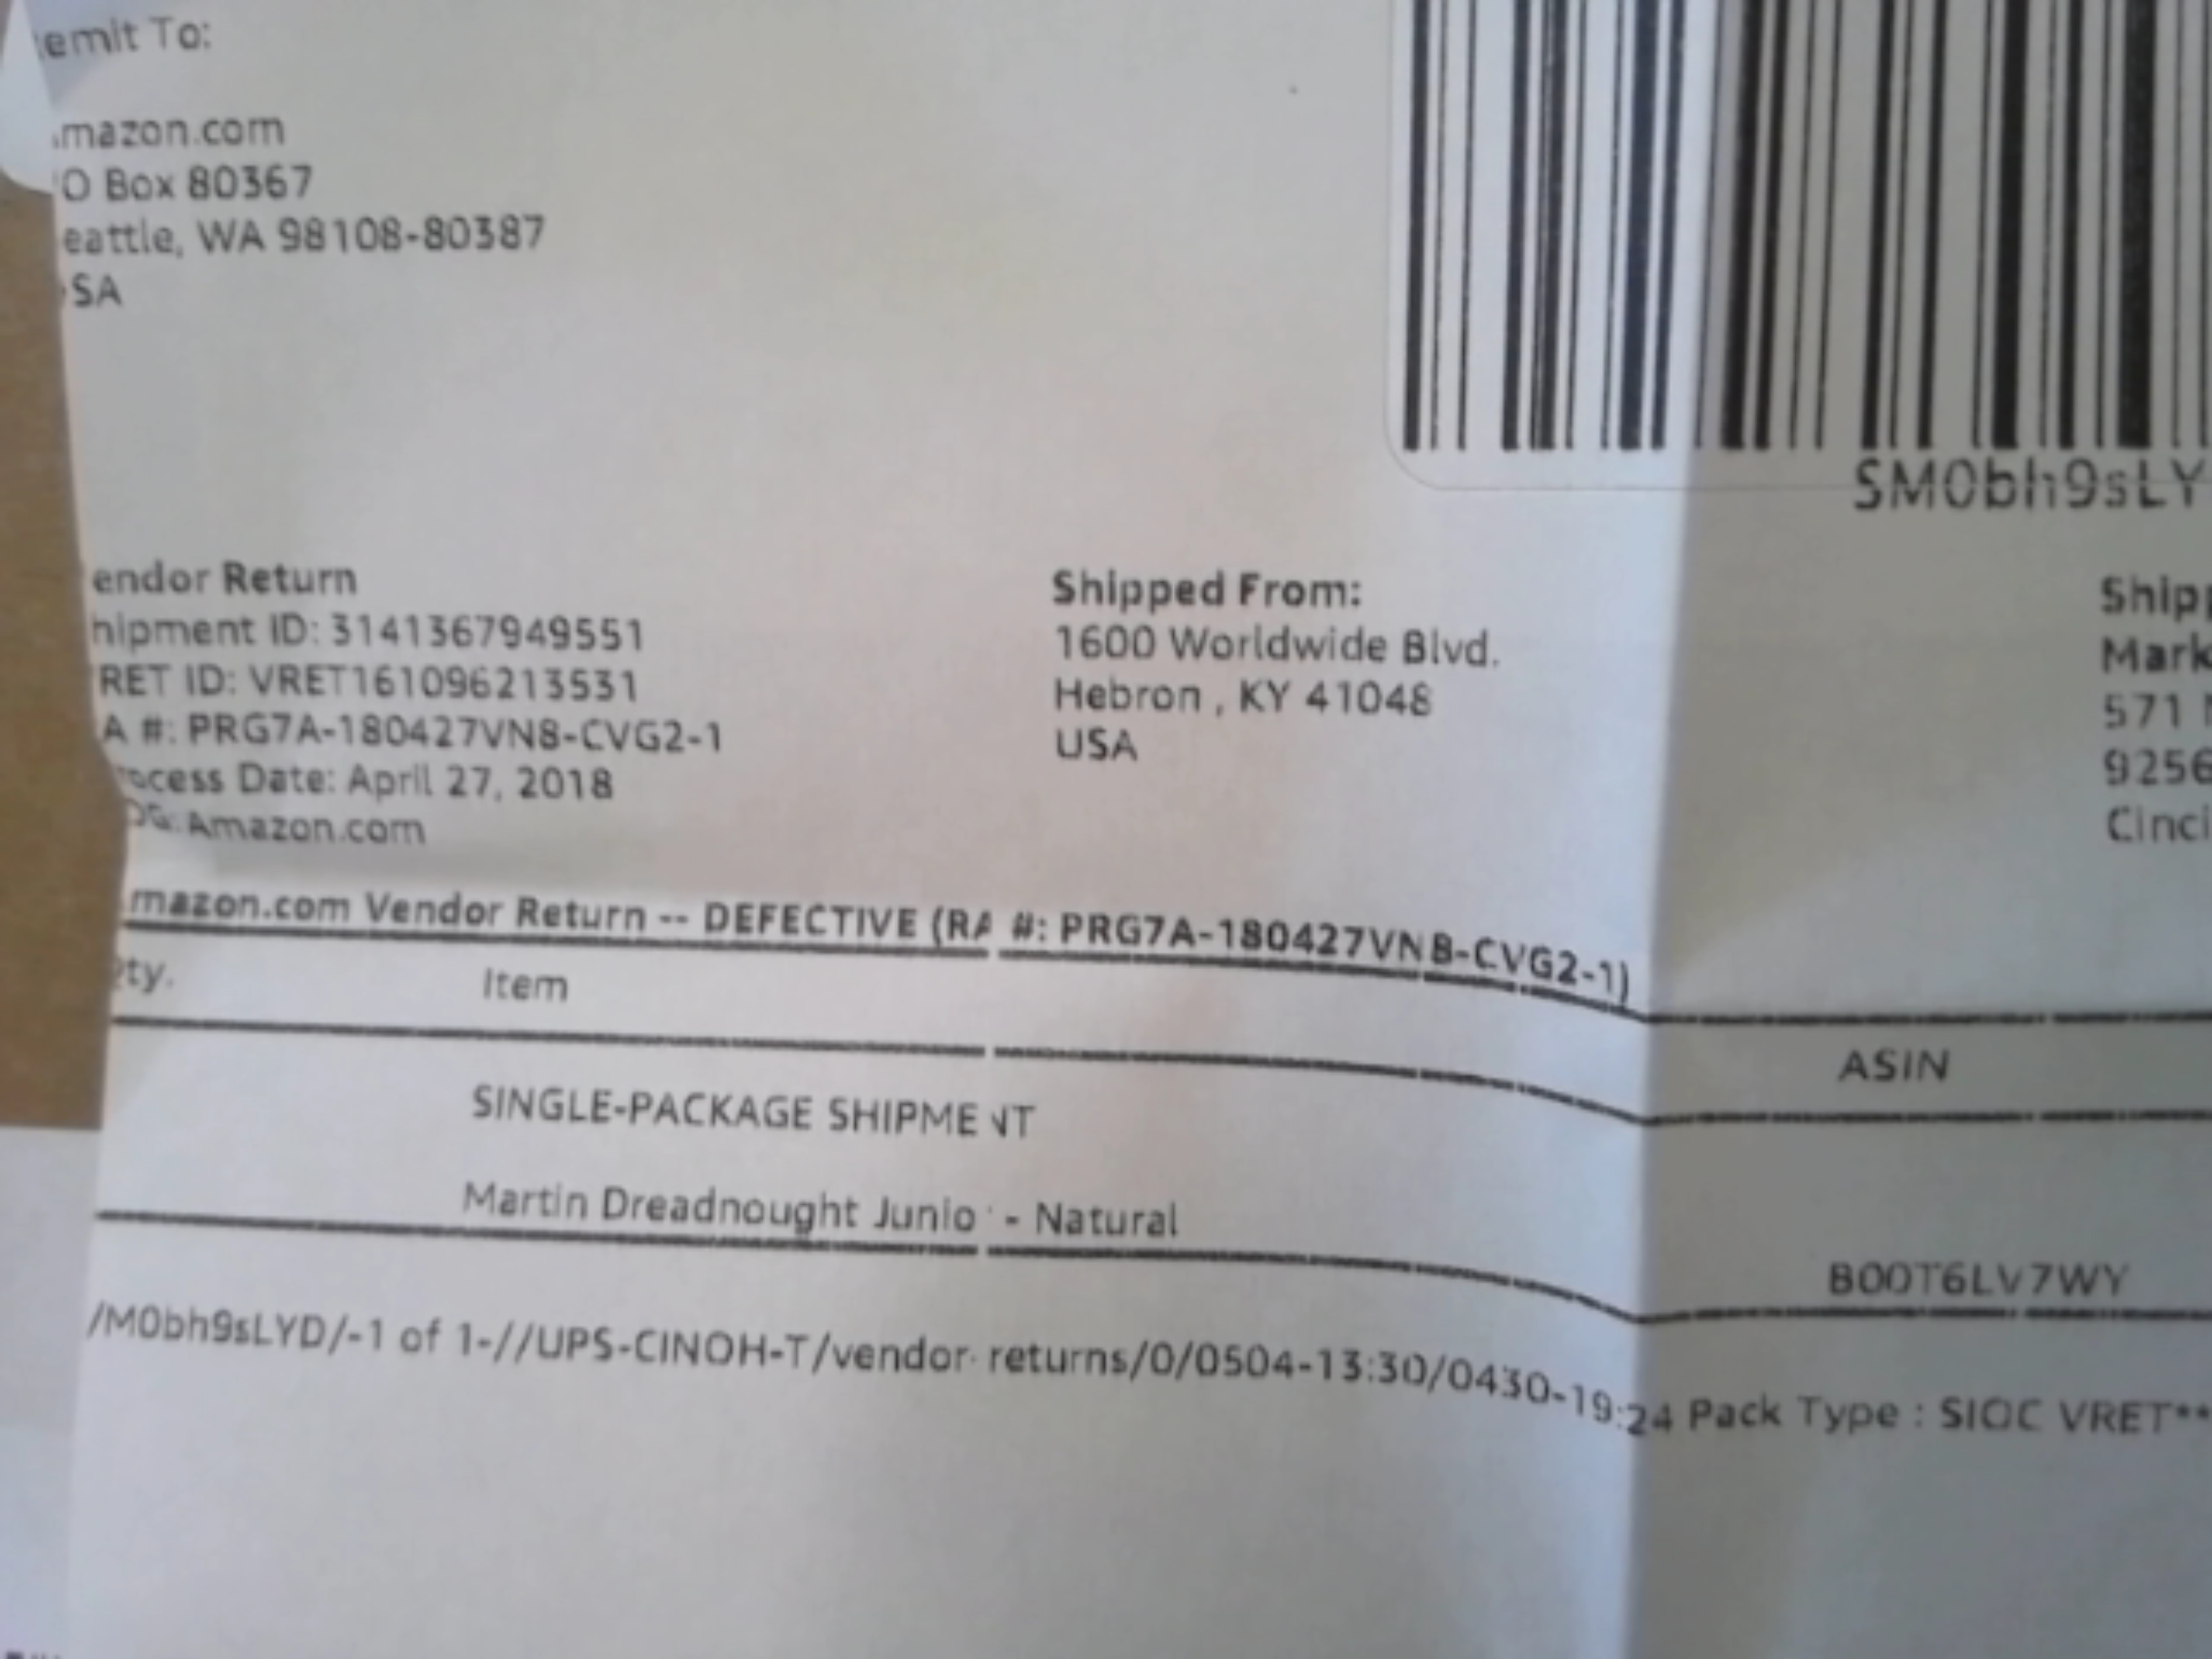 emit To:
mazon.com
O Box 80367
eattle, WA 98108-80387
SA
SM0bh9sLY
endor Return
hipment ID: 3141367949551
RET ID: VRET161096213531
A #: PRG7A-180427VN8-CVG2-1
ocess Date: April 27, 2018
OG: Amazon.com
Shipped From:
1600 Worldwide Blvd.
Hebron , KY 41048
USA
Shipp
Mark
571
9256
Cinci
mazon.com Vendor Return -- DEFECTIVE (RA #: PRG7A-180427VN8-CVG2-1)
ty. Item ASIN
SINGLE-PACKAGE SHIPMENT
Martin Dreadnought Junio - Natural B00T6LV7WY
/M0bh9sLYD/-1 of 1-//UPS-CINOH-T/vendor returns/0/0504-13:30/0430-19:24 Pack Type : SIOC VRET**